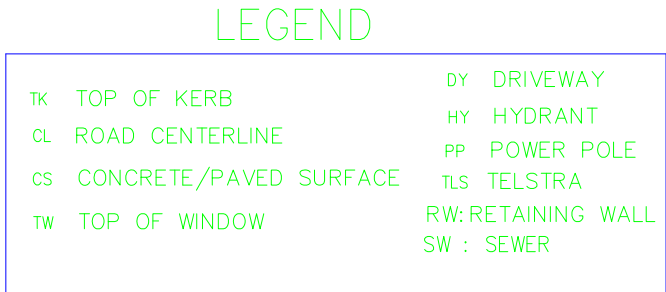 LEGEND
TK TOP OF KERB
CL ROAD CENTERLINE
CS CONCRETE/PAVED SURFACE
TW TOP OF WINDOW
DY DRIVEWAY
HY HYDRANT
PP POWER POLE
TLS TELSTRA
RW: RETAINING WALL
SW : SEWER